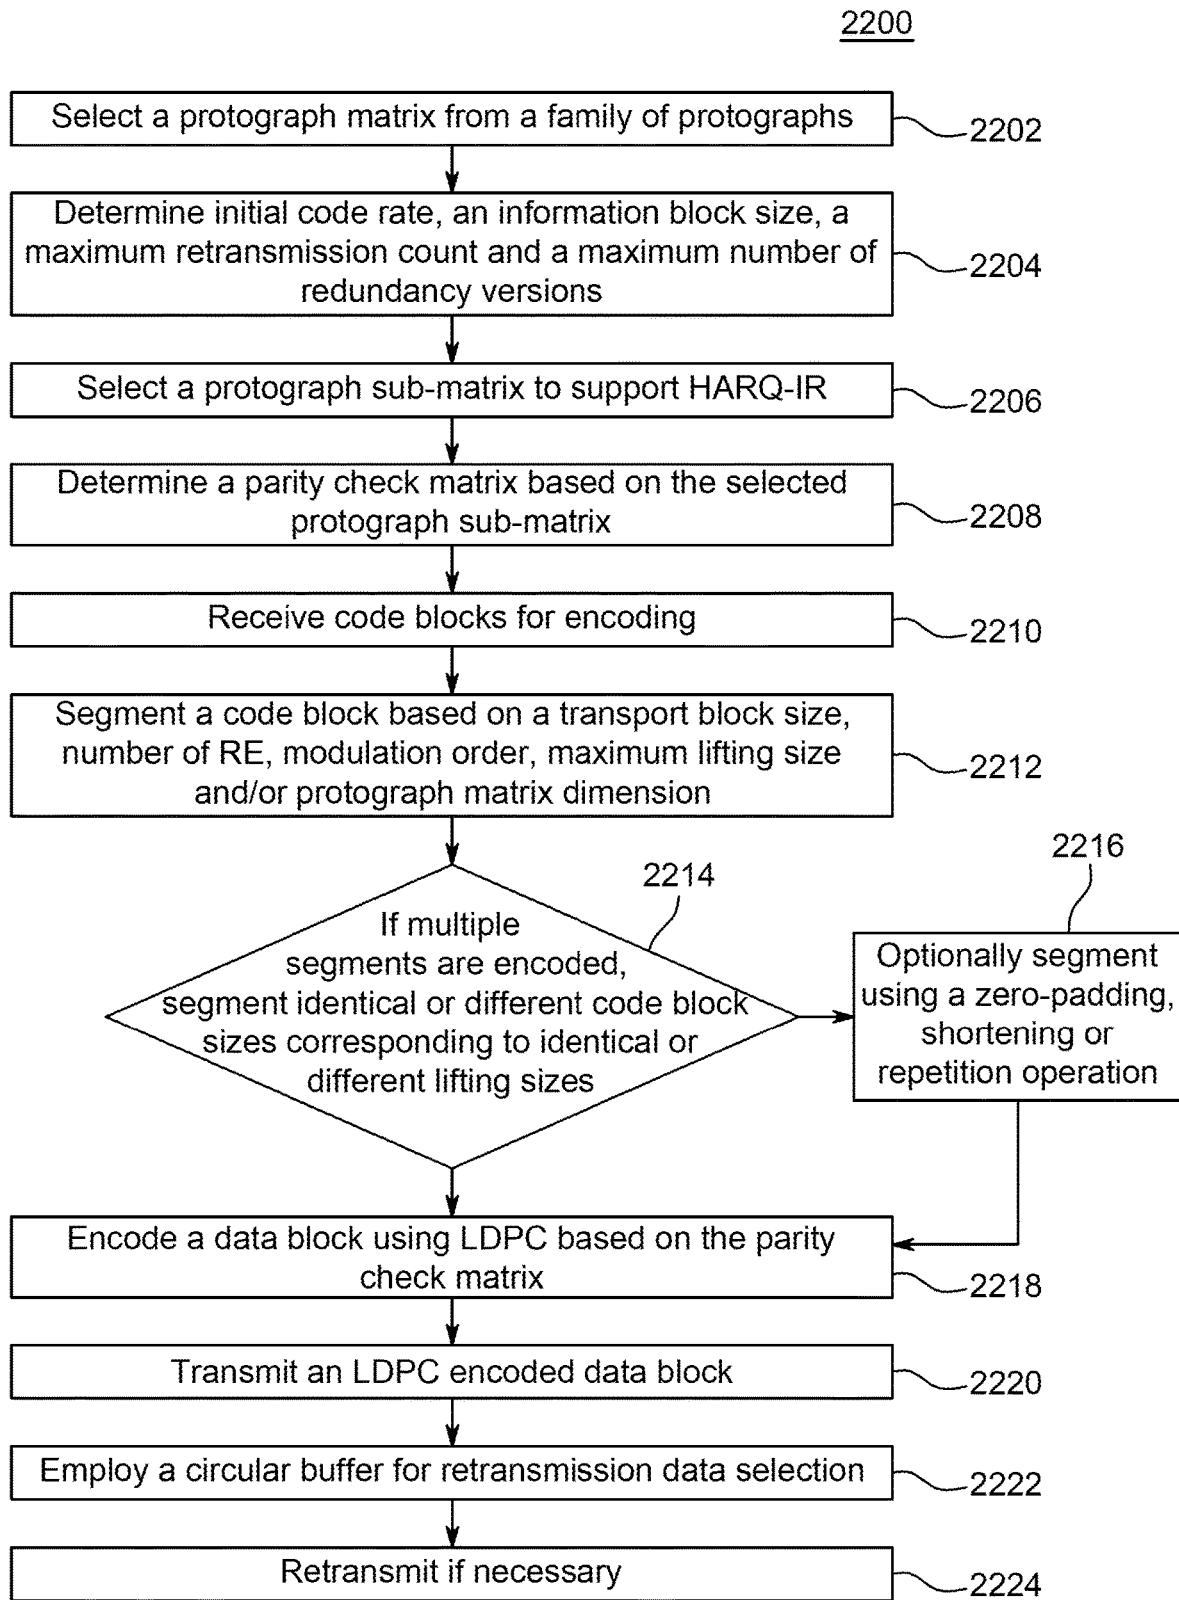 2200
Select a protograph matrix from a family of protographs
2202
Determine initial code rate, an information block size, a
maximum retransmission count and a maximum number of
redundancy versions
2204
Select a protograph sub-matrix to support HARQ-IR
2206
Determine a parity check matrix based on the selected
protograph sub-matrix
2208
Receive code blocks for encoding
2210
Segment a code block based on a transport block size,
number of RE, modulation order, maximum lifting size
and/or protograph matrix dimension
2212
2214
If multiple
segments are encoded,
segment identical or different code block
sizes corresponding to identical or
different lifting sizes
2216
Optionally segment
using a zero-padding,
shortening or
repetition operation
Encode a data block using LDPC based on the parity
check matrix
2218
Transmit an LDPC encoded data block
2220
Employ a circular buffer for retransmission data selection
2222
Retransmit if necessary
2224